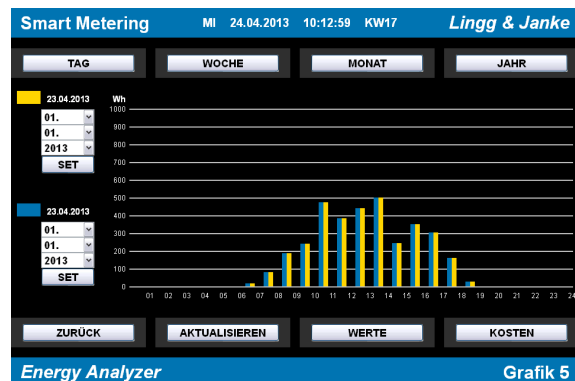 Smart Metering MI 24.04.2013 10:12:59 KW17 Lingg & Janke
TAG WOCHE MONAT JAHR
23.04.2013 Wh
01.
01.
2013
SET
23.04.2013
01.
01.
2013
SET
1000
900
800
700
600
500
400
300
200
100
0
01 02 03 04 05 06 07 08 09 10 11 12 13 14 15 16 17 18 19 20 21 22 23 24
ZURÜCK AKTUALISIEREN WERTE KOSTEN
Energy Analyzer Grafik 5